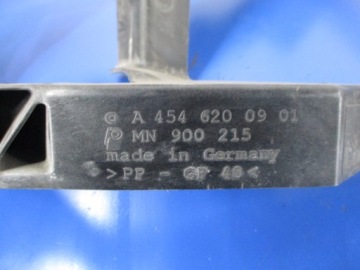 A 454 620 09 01
MN 900 215
made in Germany
>PP - GF 40<